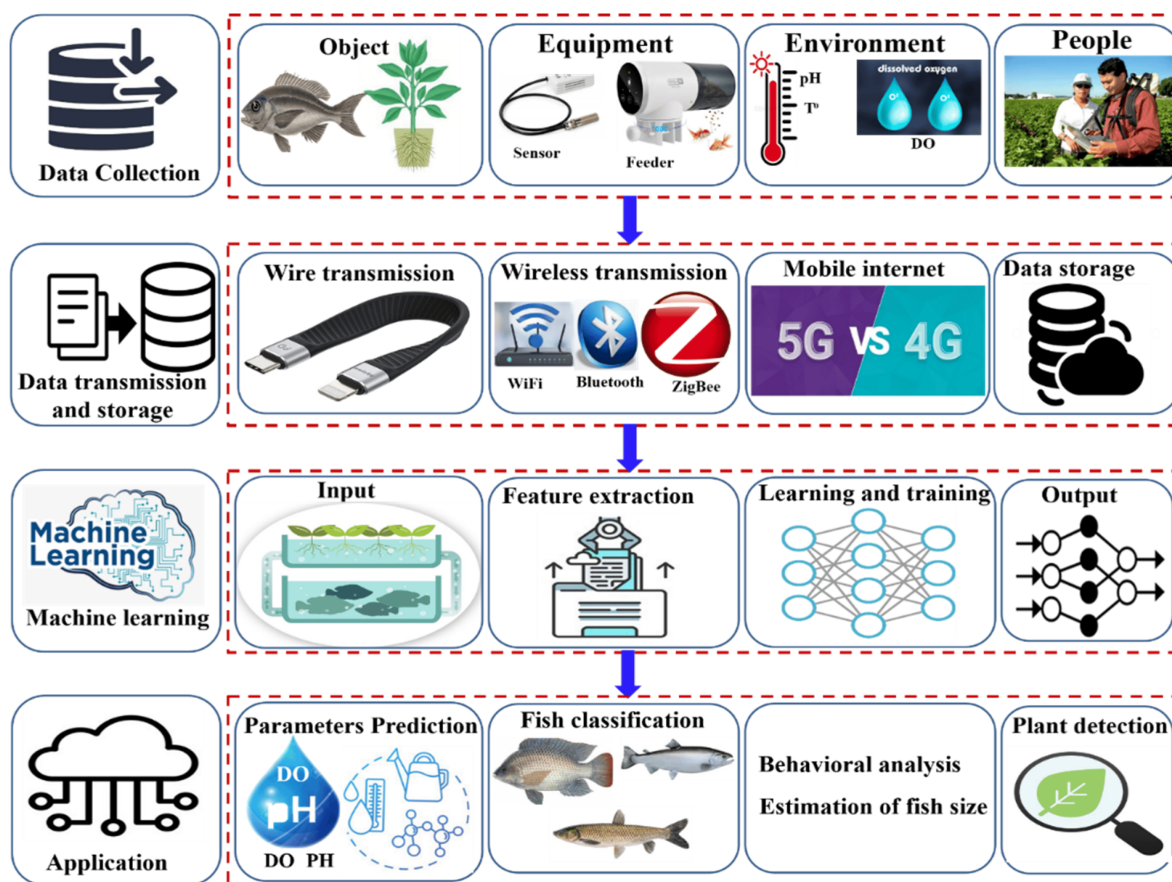 Data Collection
Object
Equipment
Sensor
Feeder
Environment
pH
T⁰
dissolved oxygen
O²
O²
DO
People
Data transmission
and storage
Wire transmission
Wireless transmission
WiFi
Bluetooth
ZigBee
Mobile internet
5G VS 4G
Data storage
Machine
Learning
Machine learning
Input
Feature extraction
Learning and training
Output
Application
Parameters Prediction
DO
pH
DO PH
Fish classification
Behavioral analysis
Estimation of fish size
Plant detection